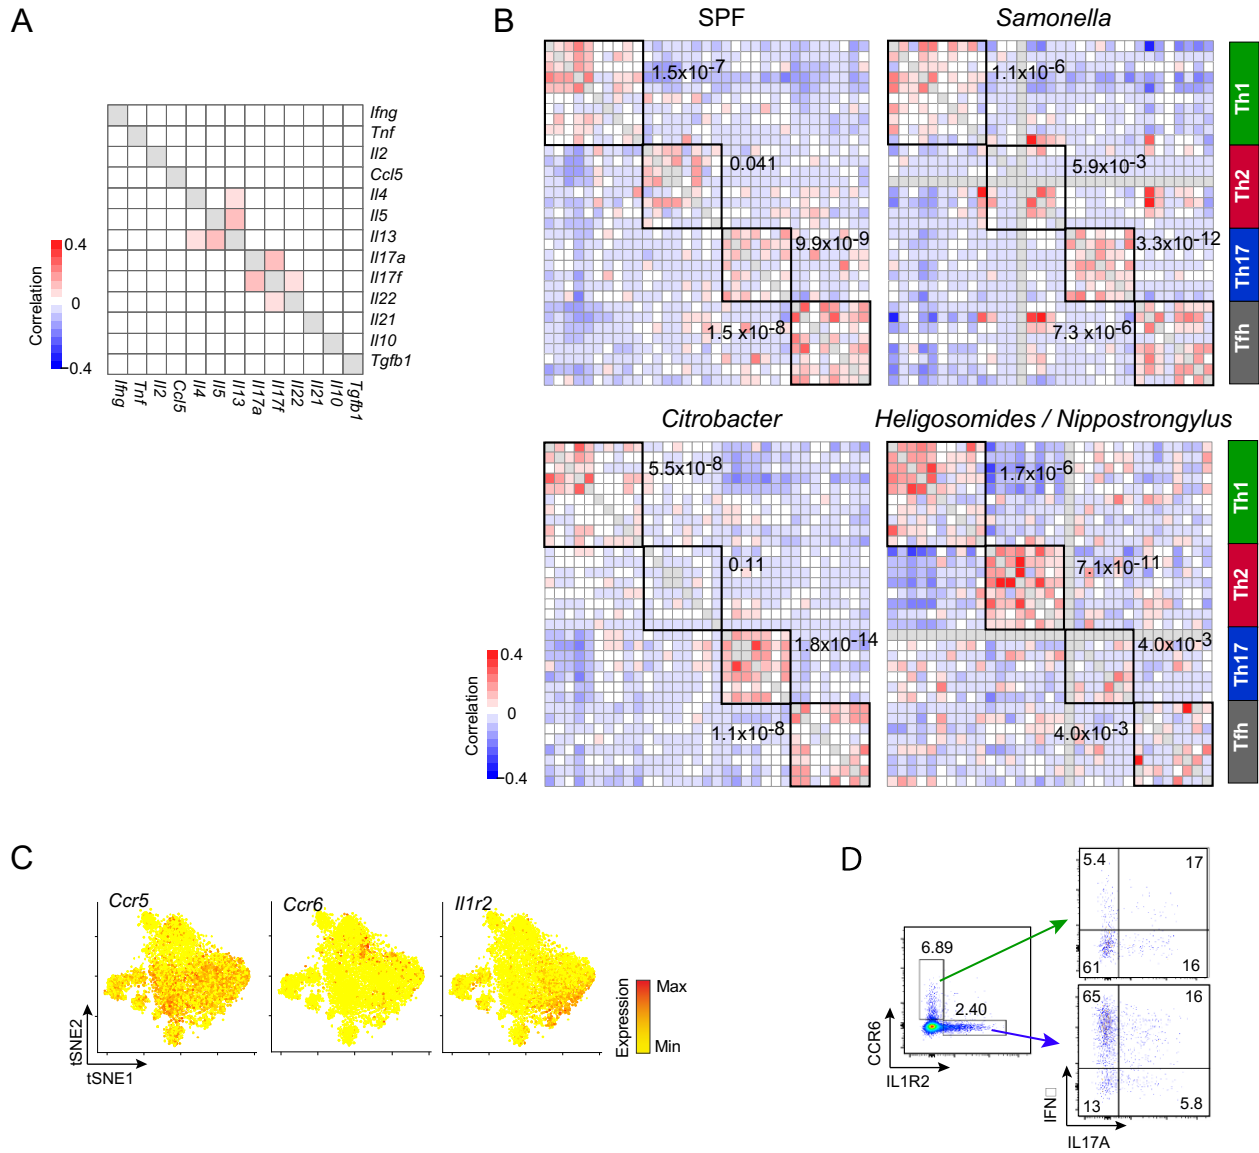 A
B
SPF
Samonella
Ifng
Tnf
Il2
Ccl5
Il4
Il5
Il13
Il17a
Il17f
Il22
Il21
Il10
Tgfb1
0.4
0
−0.4
Correlation
Ifng
Tnf
Il2
Ccl5
Il4
Il5
Il13
Il17a
Il17f
Il22
Il21
Il10
Tgfb1
1.5x10-7
0.041
9.9x10-9
1.5 x10-8
1.1x10-6
5.9x10-3
3.3x10-12
7.3 x10-6
Th1
Th2
Th17
Tfh
Citrobacter
Heligosomides / Nippostrongylus
5.5x10-8
0.11
1.8x10-14
1.1x10-8
1.7x10-6
7.1x10-11
4.0x10-3
4.0x10-3
Th1
Th2
Th17
Tfh
0.4
0
−0.4
Correlation
C
Ccr5
Ccr6
Il1r2
tSNE2
tSNE1
Expression
Max
Min
D
6.89
2.40
CCR6
IL1R2
5.4
17
61
16
65
16
13
5.8
IFN□
IL17A